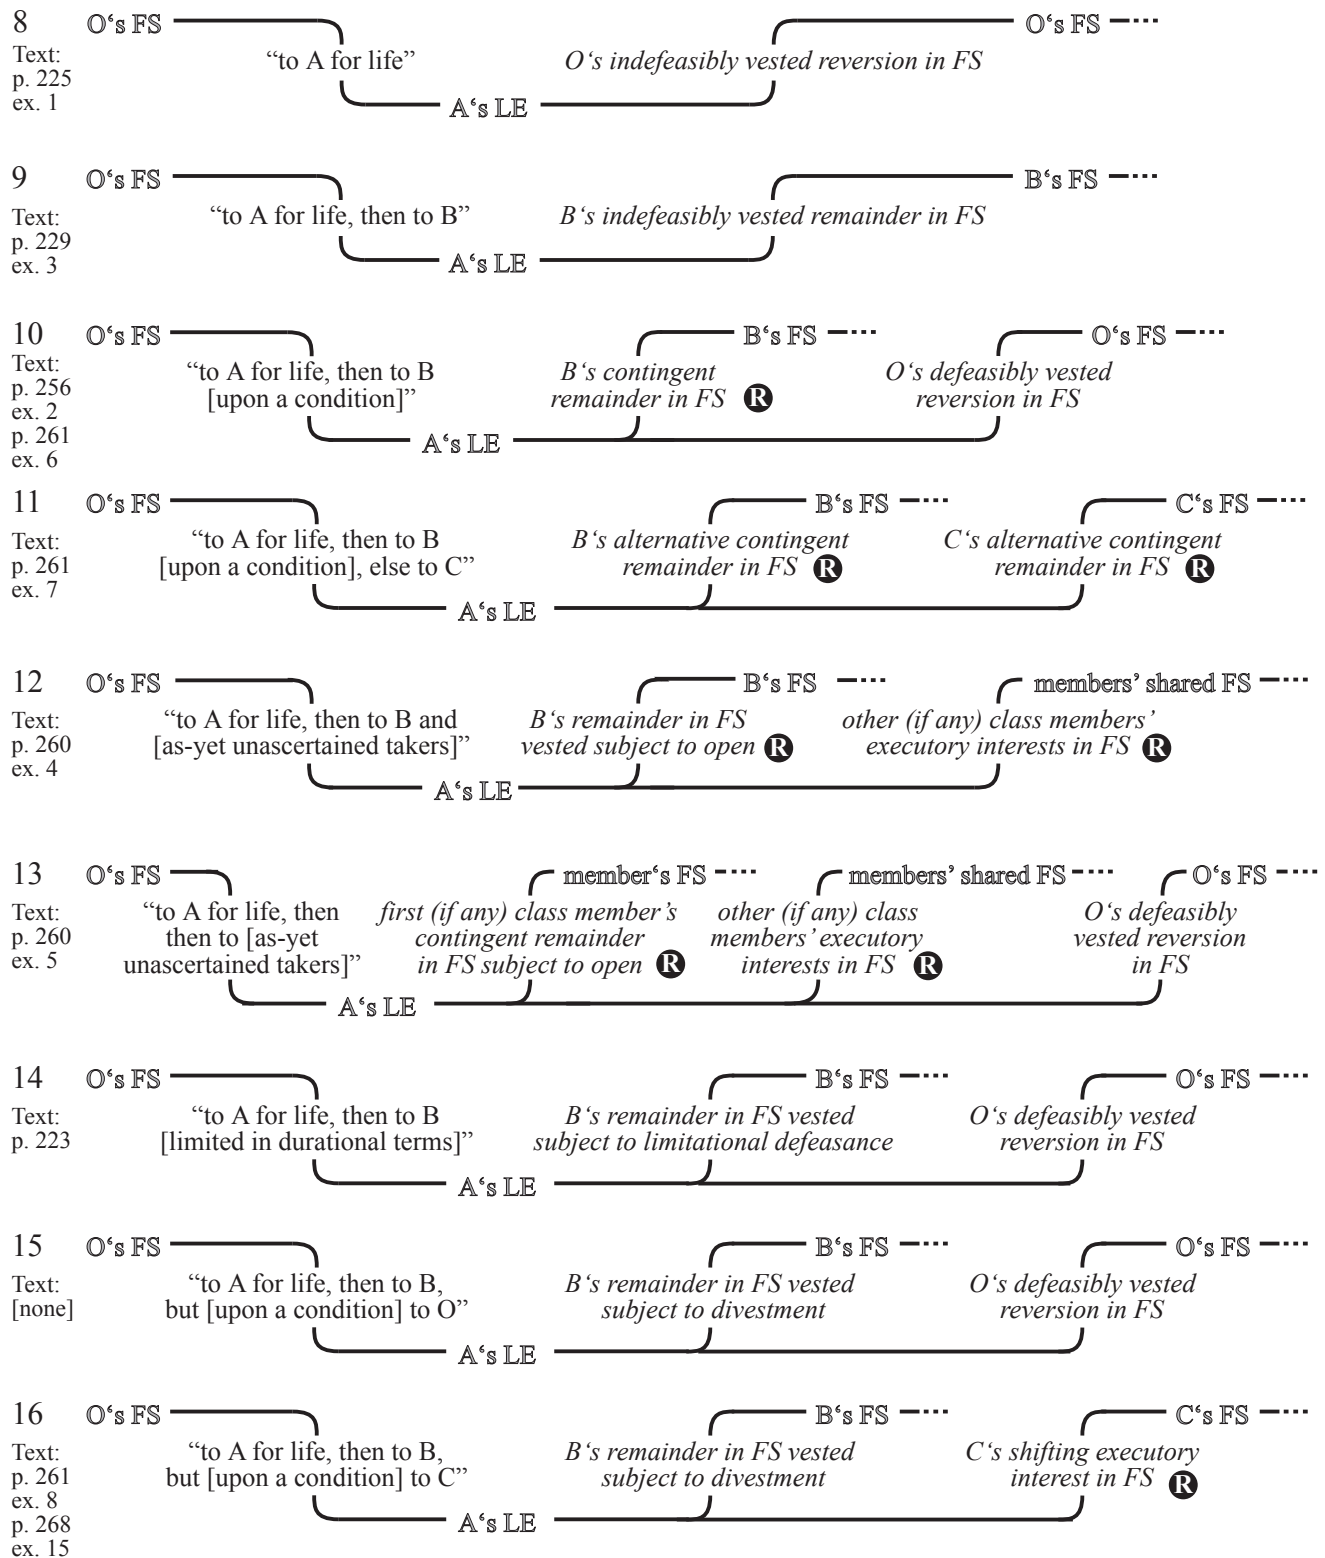 8 O‘s FS O‘s FS
Text:
p. 225
ex. 1
“to A for life” O‘s indefeasibly vested reversion in FS
A‘s LE
9 O‘s FS B‘s FS
Text:
p. 229
ex. 3
“to A for life, then to B” B‘s indefeasibly vested remainder in FS
A‘s LE
10 O‘s FS B‘s FS O‘s FS
Text:
p. 256
ex. 2
p. 261
ex. 6
“to A for life, then to B
[upon a condition]”
B‘s contingent
remainder in FS R
O‘s defeasibly vested
reversion in FS
A‘s LE
11 O‘s FS B‘s FS C‘s FS
Text:
p. 261
ex. 7
“to A for life, then to B
[upon a condition], else to C”
B‘s alternative contingent
remainder in FS R
C‘s alternative contingent
remainder in FS R
A‘s LE
12 O‘s FS B‘s FS members’ shared FS
Text:
p. 260
ex. 4
“to A for life, then to B and
[as-yet unascertained takers]”
B‘s remainder in FS
vested subject to open R
other (if any) class members’
executory interests in FS R
A‘s LE
13 O‘s FS member‘s FS members’ shared FS O‘s FS
Text:
p. 260
ex. 5
“to A for life, then
then to [as-yet
unascertained takers]”
first (if any) class member’s
contingent remainder
in FS subject to open R
other (if any) class
members’ executory
interests in FS R
O‘s defeasibly
vested reversion
in FS
A‘s LE
14 O‘s FS B‘s FS O‘s FS
Text:
p. 223
“to A for life, then to B
[limited in durational terms]”
B‘s remainder in FS vested
subject to limitational defeasance
O‘s defeasibly vested
reversion in FS
A‘s LE
15 O‘s FS B‘s FS O‘s FS
Text:
[none]
“to A for life, then to B,
but [upon a condition] to O”
B‘s remainder in FS vested
subject to divestment
O‘s defeasibly vested
reversion in FS
A‘s LE
16 O‘s FS B‘s FS C‘s FS
Text:
p. 261
ex. 8
p. 268
ex. 15
“to A for life, then to B,
but [upon a condition] to C”
B‘s remainder in FS vested
subject to divestment
C‘s shifting executory
interest in FS R
A‘s LE